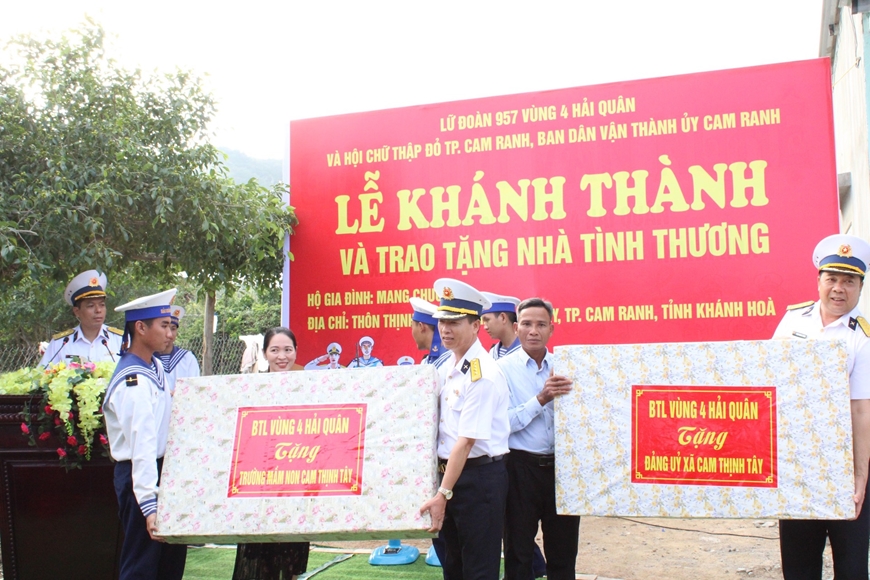 LỮ ĐOÀN 957 VÙNG 4 HẢI QUÂN
VÀ HỘI CHỮ THẬP ĐỎ TP. CAM RANH, BAN DÂN VẬN THÀNH ỦY CAM RANH
LỄ KHÁNH THÀNH
VÀ TRAO TẶNG NHÀ TÌNH THƯƠNG
HỘ GIA ĐÌNH: MANG
ĐỊA CHỈ: THÔN THỊNH TP. CAM RANH, TỈNH KHÁNH HOÀ
BTL VÙNG 4 HẢI QUÂN
Tặng
TRƯỜNG MẦM NON CAM THỊNH TÂY
BTL VÙNG 4 HẢI QUÂN
Tặng
ĐẢNG UỶ XÃ CAM THỊNH TÂY